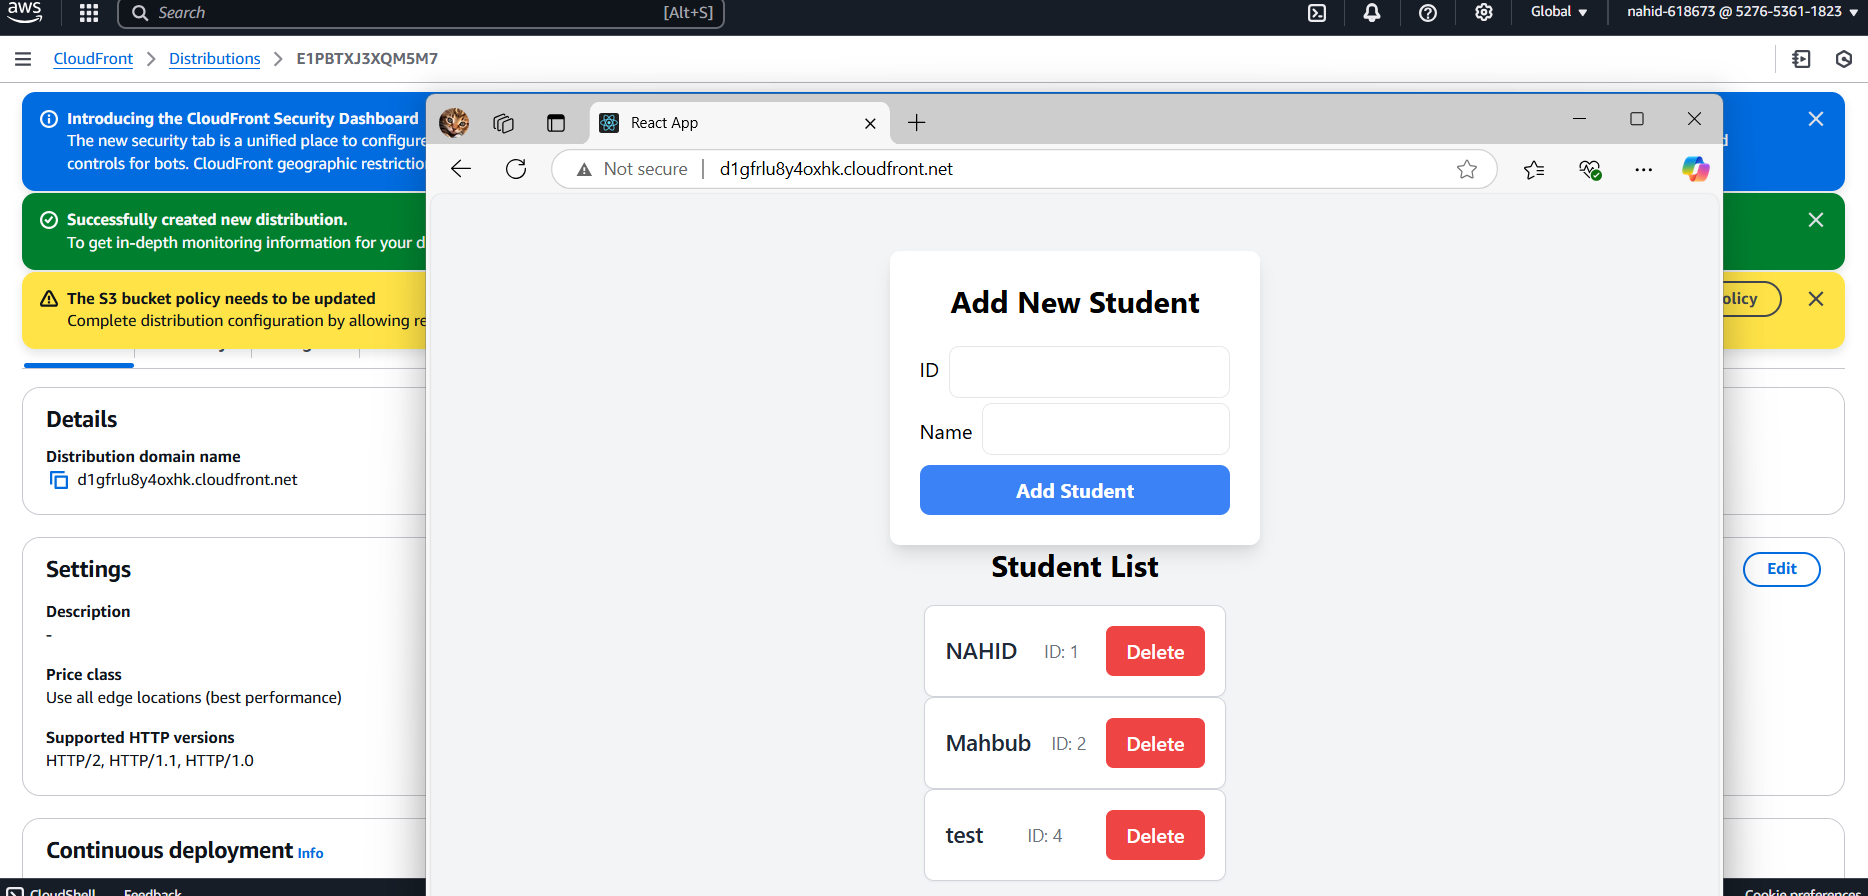 aws
Search
[Alt+S]
Global
nahid-618673 @ 5276-5361-1823
CloudFront
Distributions
E1PBTXJ3XQM5M7
Introducing the CloudFront Security Dashboard
The new security tab is a unified place to configure
controls for bots. CloudFront geographic restrictio
Successfully created new distribution.
To get in-depth monitoring information for your d
The S3 bucket policy needs to be updated
Complete distribution configuration by allowing re
olicy
Details
Distribution domain name
d1gfrlu8y4oxhk.cloudfront.net
Settings
Edit
Description
-
Price class
Use all edge locations (best performance)
Supported HTTP versions
HTTP/2, HTTP/1.1, HTTP/1.0
Continuous deployment Info
CloudShell
Feedback
Cookie preferences
React App
Not secure
d1gfrlu8y4oxhk.cloudfront.net
Add New Student
ID
Name
Add Student
Student List
NAHID ID: 1 Delete
Mahbub ID: 2 Delete
test ID: 4 Delete